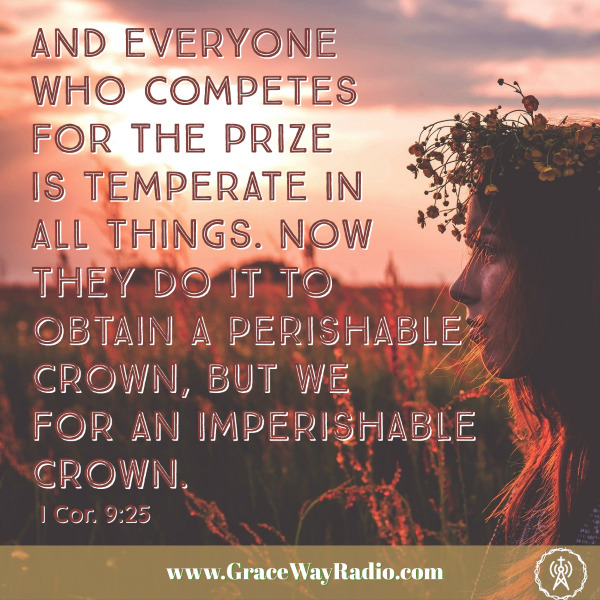 AND EVERYONE
WHO COMPETES
FOR THE PRIZE
IS TEMPERATE IN
ALL THINGS. NOW
THEY DO IT TO
OBTAIN A PERISHABLE
CROWN, BUT WE
FOR AN IMPERISHABLE
CROWN.
I Cor. 9:25
www.GraceWayRadio.com